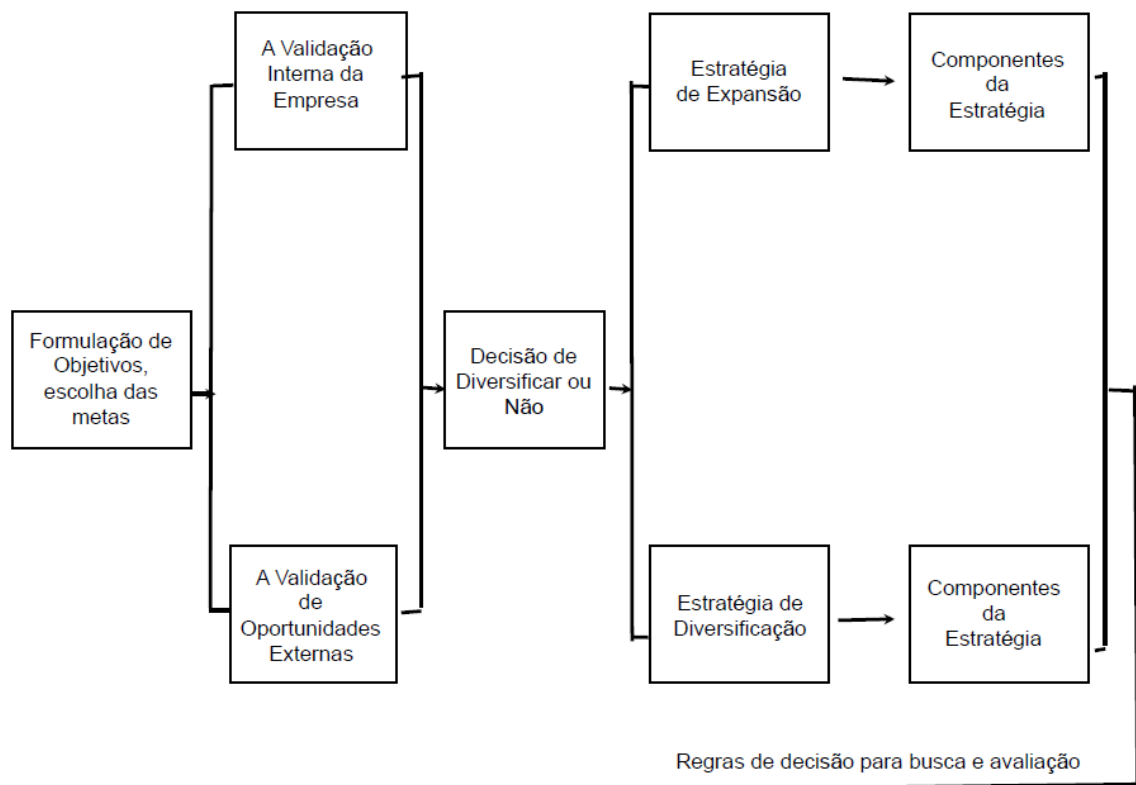 A Validação
Interna da
Empresa
Estratégia
de Expansão
Componentes
da
Estratégia
Formulação de
Objetivos,
escolha das
metas
Decisão de
Diversificar ou
Não
A Validação
de
Oportunidades
Externas
Estratégia de
Diversificação
Componentes
da
Estratégia
Regras de decisão para busca e avaliação